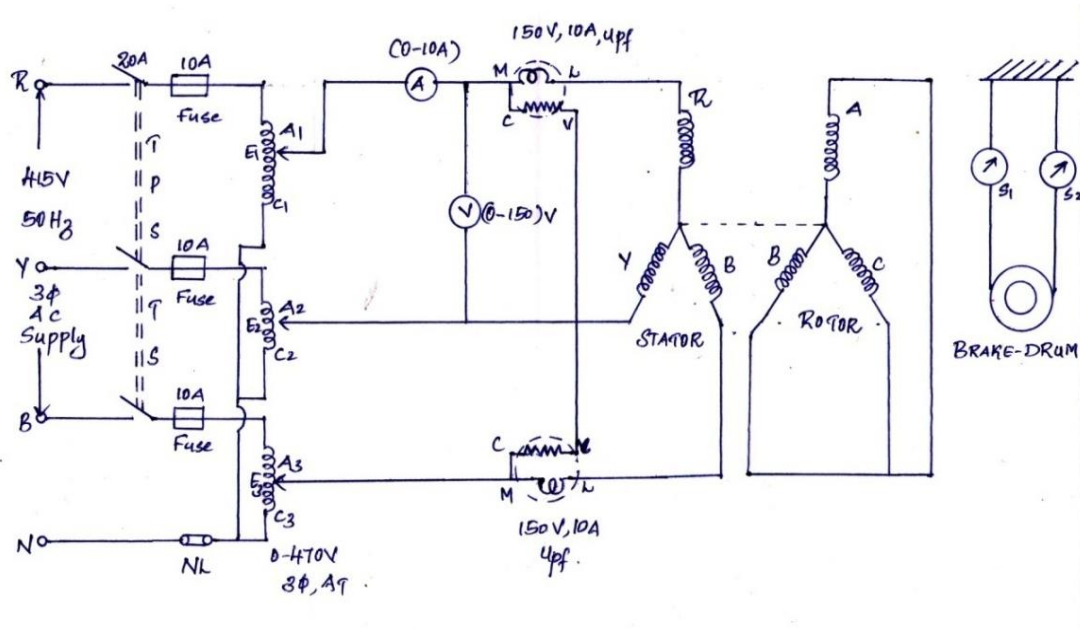 150V, 10A, upf
(0-10A)
20A
10A
R
A
M
L
Fuse
C
V
R
A
A1
E1
T
P
S
415V
50Hz
C1
S1
S2
V
(0-150)V
10A
Y
Fuse
Y
B
B
C
3φ
AC
Supply
A2
E2
T
S
C2
STATOR
ROTOR
BRAKE-DRUM
10A
B
Fuse
C
A3
M
L
C3
150V, 10A
upf.
N
NL
0-470V
3φ, AT